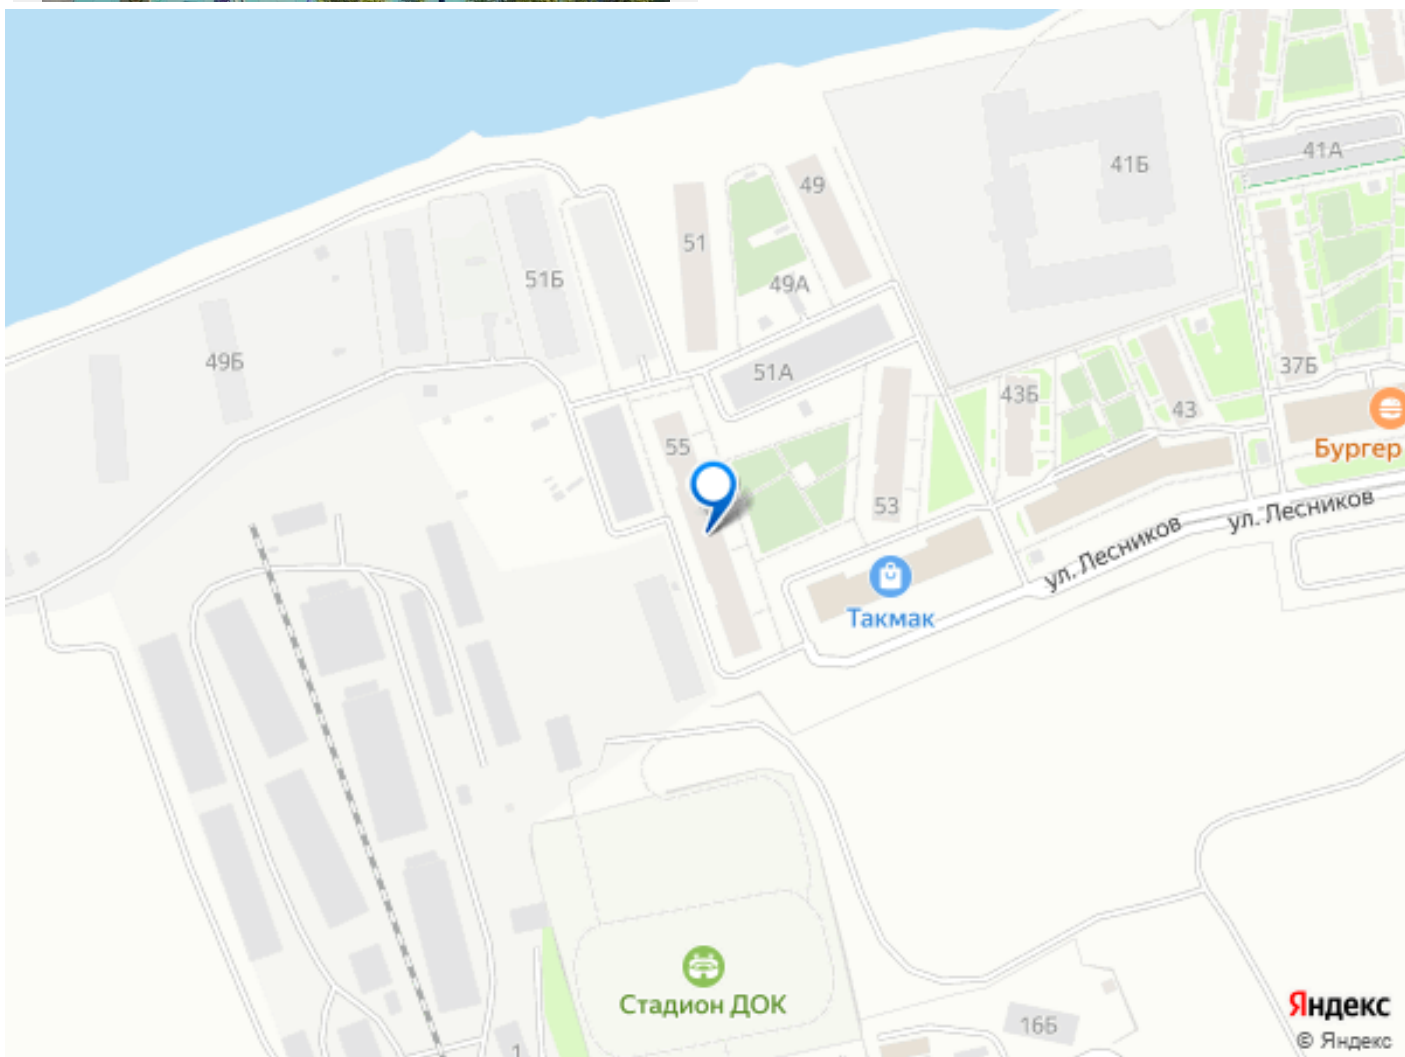 41А
41Б
49
51
51Б
49А
49Б
51А
37Б
43Б
43
55
Бургер
53
ул. Лесников
ул. Лесников
Такмак
Стадион ДОК
16Б
1
Яндекс
© Яндекс